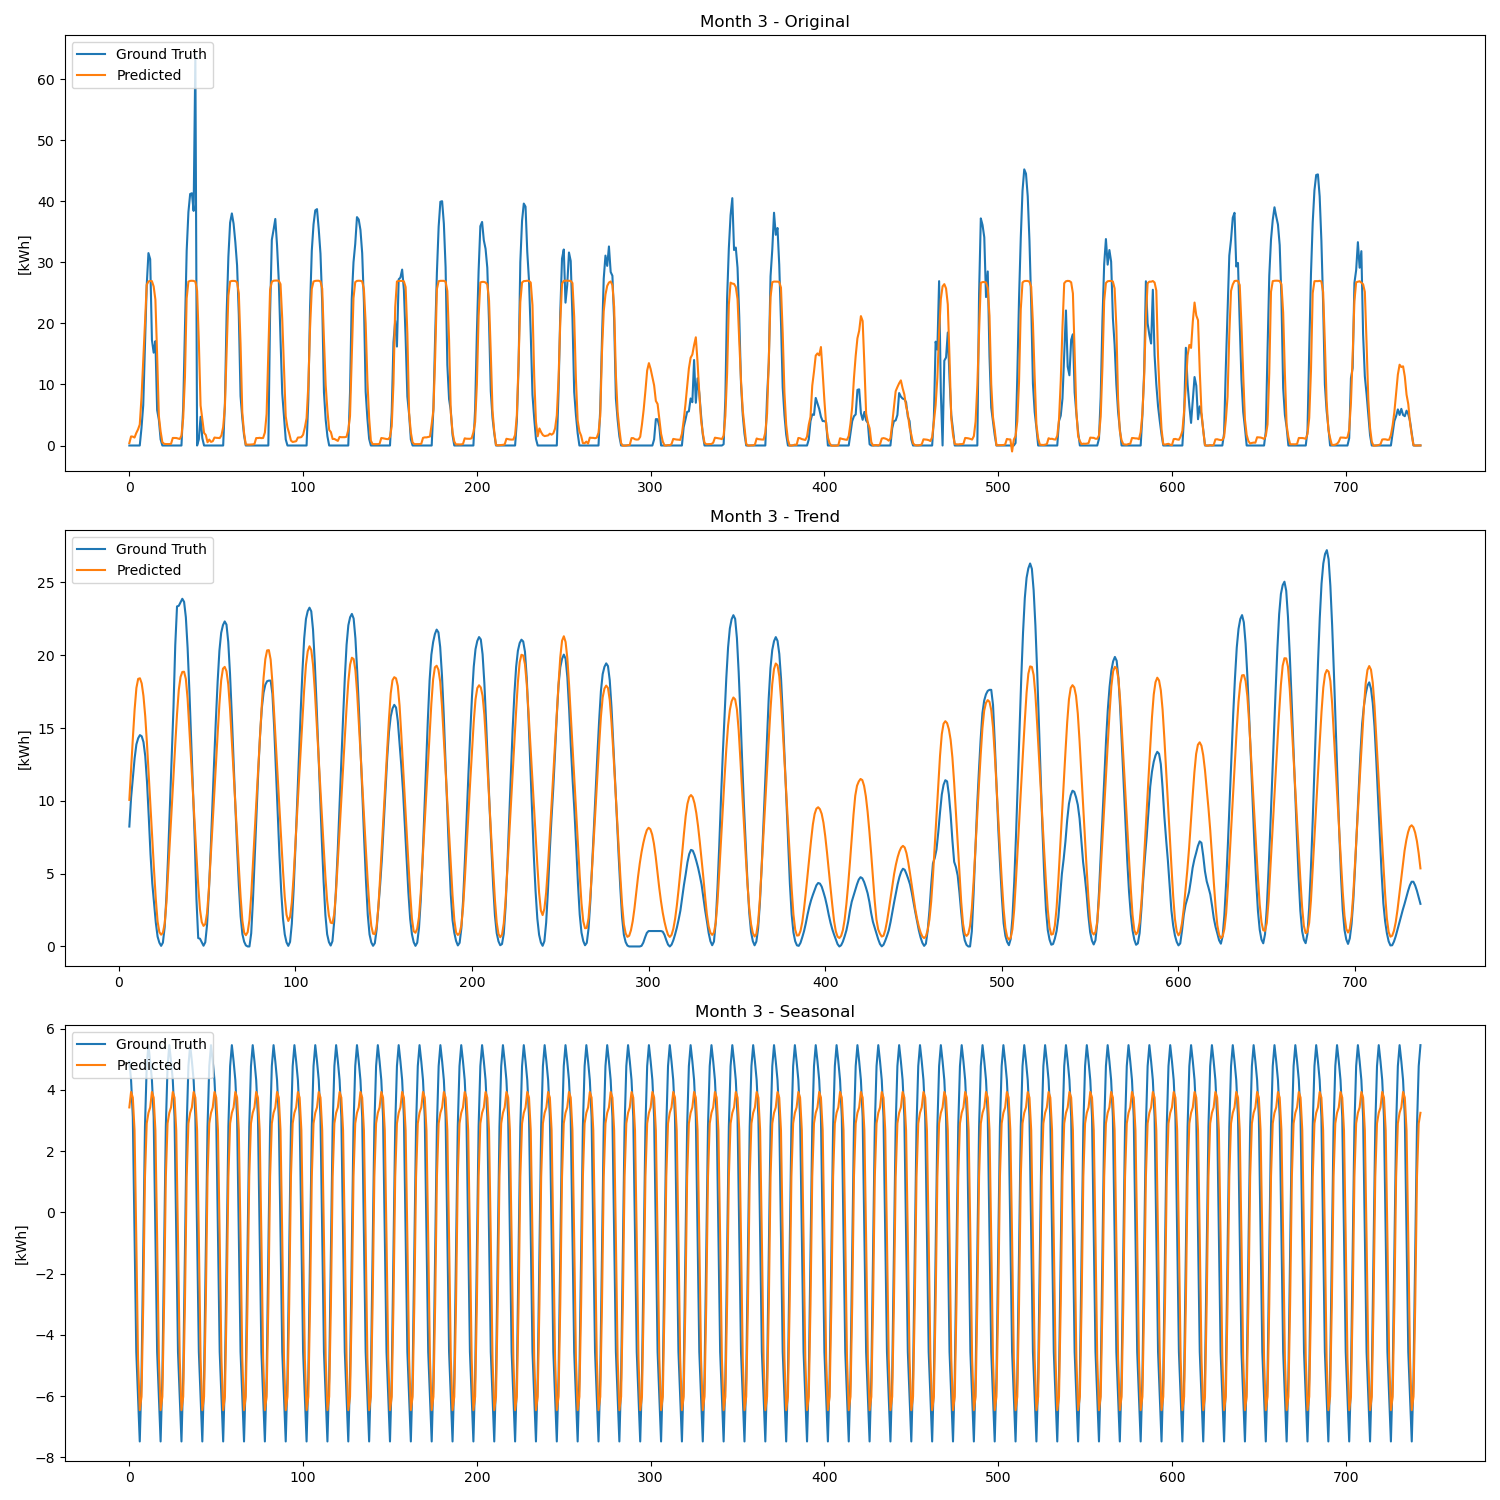 Month 3 - Original
Ground Truth
Predicted
[kWh]
60
50
40
30
20
10
0
0 100 200 300 400 500 600 700
Month 3 - Trend
Ground Truth
Predicted
[kWh]
25
20
15
10
5
0
0 100 200 300 400 500 600 700
Month 3 - Seasonal
Ground Truth
Predicted
[kWh]
6
4
2
0
−2
−4
−6
−8
0 100 200 300 400 500 600 700